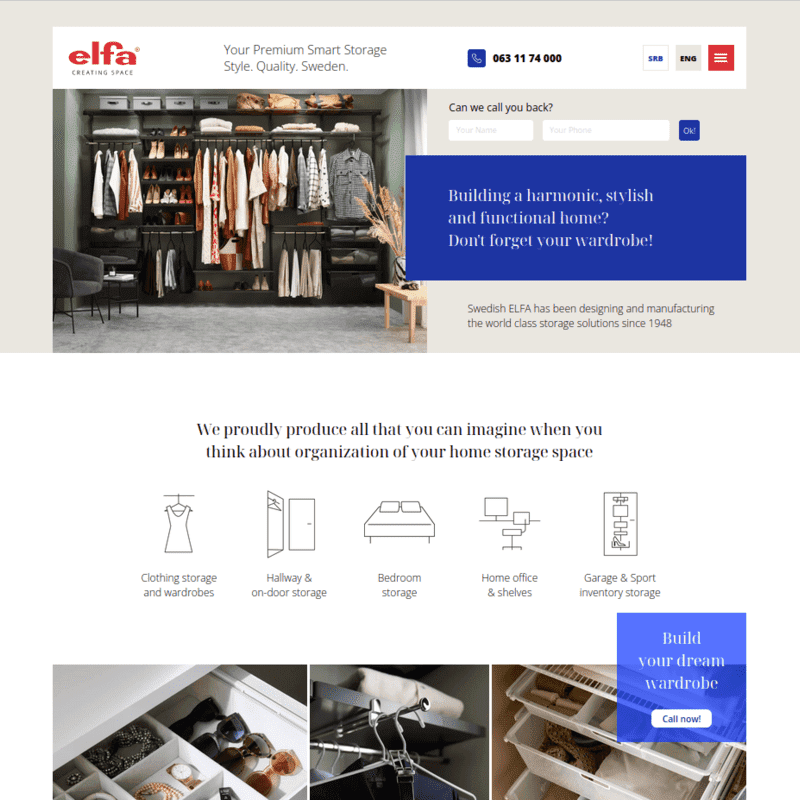 elfa®
CREATING SPACE
Your Premium Smart Storage
Style. Quality. Sweden.
063 11 74 000
SRB
ENG
Can we call you back?
Your Name
Your Phone
Ok!
Building a harmonic, stylish
and functional home?
Don't forget your wardrobe!
Swedish ELFA has been designing and manufacturing
the world class storage solutions since 1948
We proudly produce all that you can imagine when you
think about organization of your home storage space
Clothing storage
and wardrobes
Hallway &
on-door storage
Bedroom
storage
Home office
& shelves
Garage & Sport
inventory storage
Build
your dream
wardrobe
Call now!